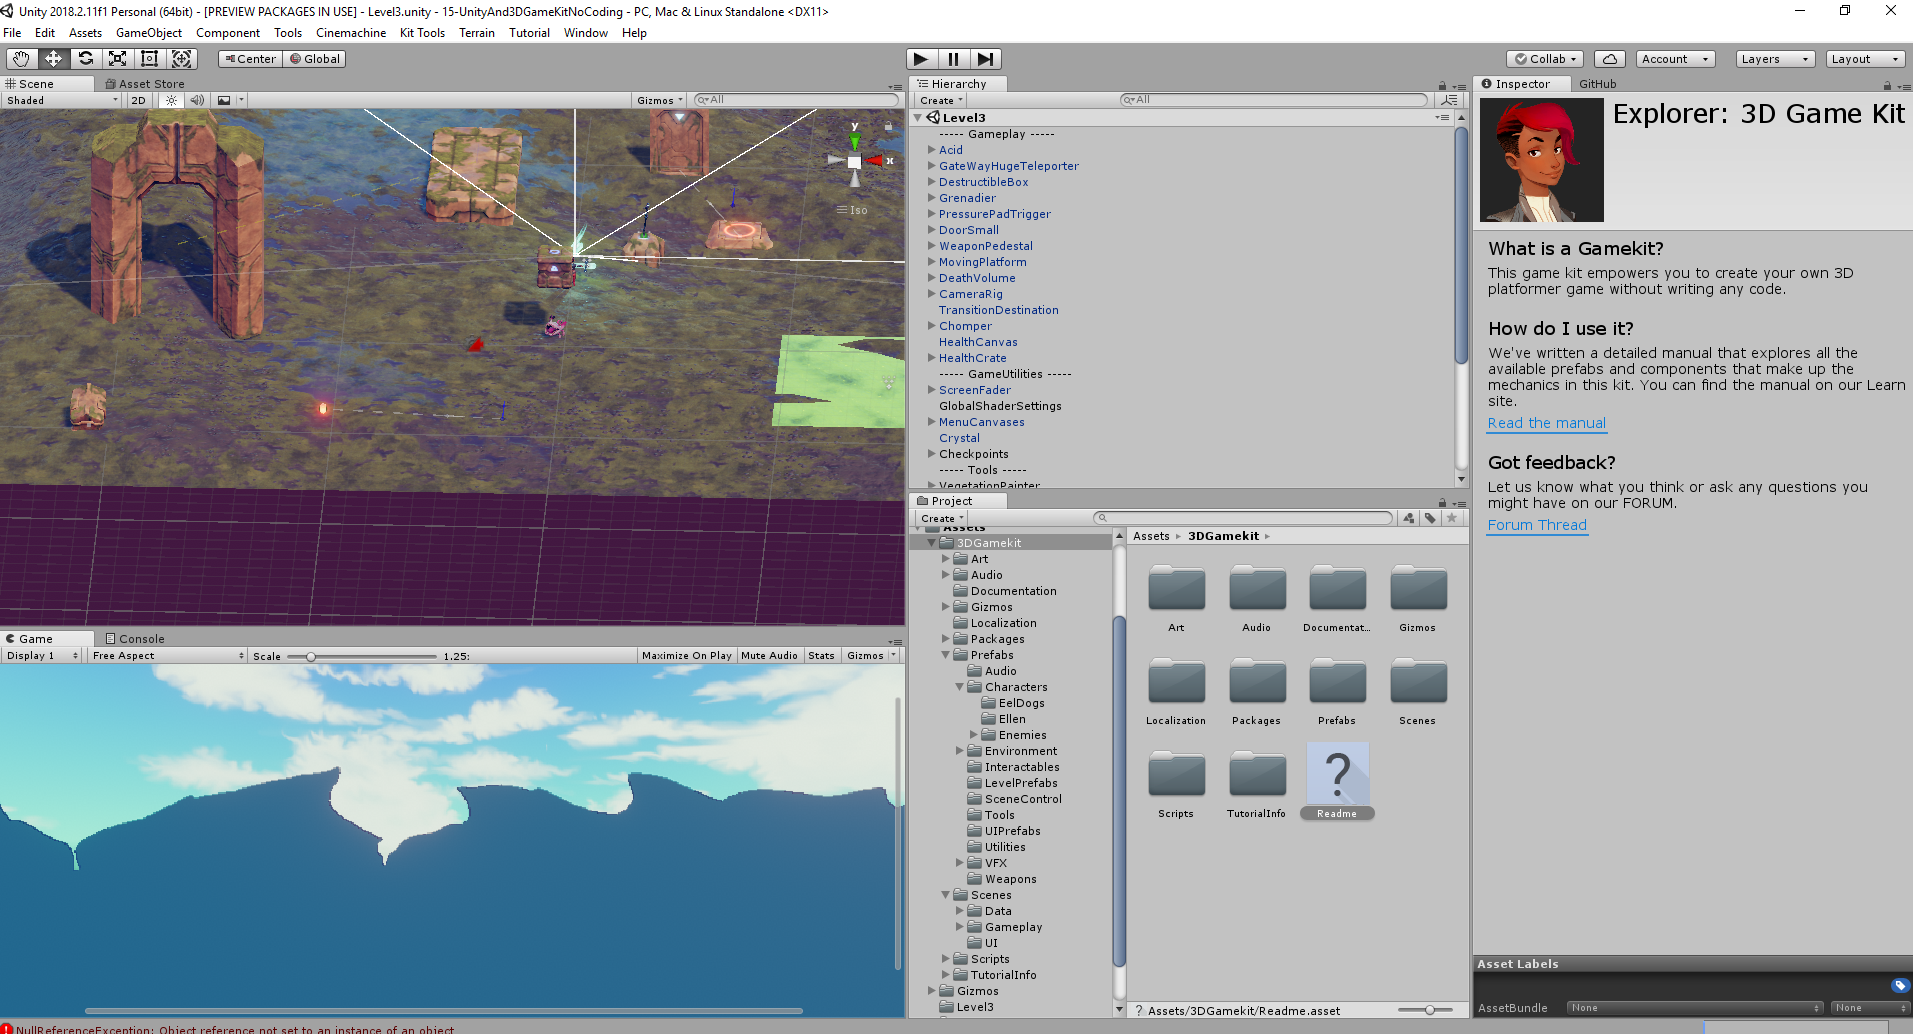 Unity 2018.2.11f1 Personal (64bit) - [PREVIEW PACKAGES IN USE] - Level3.unity - 15-UnityAnd3DGameKitNoCoding - PC, Mac & Linux Standalone <DX11>
File Edit Assets GameObject Component Tools Cinemachine Kit Tools Terrain Tutorial Window Help
Center Global
Collab Account Layers Layout
Scene Asset Store
Shaded 2D Gizmos All
y
x
Iso
Hierarchy
Create All
Level3
----- Gameplay -----
Acid
GateWayHugeTeleporter
DestructibleBox
Grenadier
PressurePadTrigger
DoorSmall
WeaponPedestal
MovingPlatform
DeathVolume
CameraRig
TransitionDestination
Chomper
HealthCanvas
HealthCrate
----- GameUtilities -----
ScreenFader
GlobalShaderSettings
MenuCanvases
Crystal
Checkpoints
----- Tools -----
VegetationPainter
Inspector GitHub
Explorer: 3D Game Kit
What is a Gamekit?
This game kit empowers you to create your own 3D
platformer game without writing any code.
How do I use it?
We've written a detailed manual that explores all the
available prefabs and components that make up the
mechanics in this kit. You can find the manual on our Learn
site.
Read the manual
Got feedback?
Let us know what you think or ask any questions you
might have on our FORUM.
Forum Thread
Asset Labels
AssetBundle None None
Game Console
Display 1 Free Aspect Scale 1.25: Maximize On Play Mute Audio Stats Gizmos
Project
Create
Assets
3DGamekit
Art
Audio
Documentation
Gizmos
Localization
Packages
Prefabs
Audio
Characters
EelDogs
Ellen
Enemies
Environment
Interactables
LevelPrefabs
SceneControl
Tools
UIPrefabs
Utilities
VFX
Weapons
Scenes
Data
Gameplay
UI
Scripts
TutorialInfo
Gizmos
Level3
Assets 3DGamekit
Art Audio Documentat... Gizmos
Localization Packages Prefabs Scenes
Scripts TutorialInfo Readme
Assets/3DGamekit/Readme.asset
NullReferenceException: Object reference not set to an instance of an object